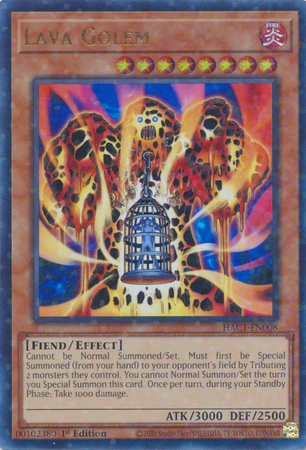 LAVA GOLEM
FIRE
炎
HAC1-EN008
[FIEND/EFFECT]
Cannot be Normal Summoned/Set. Must first be Special
Summoned (from your hand) to your opponent's field by Tributing
2 monsters they control. You cannot Normal Summon/Set the turn
you Special Summon this card. Once per turn, during your Standby
Phase: Take 1000 damage.
ATK/3000 DEF/2500
00102380 1st Edition ©2020 Studio Dice/SHUEISHA, TV TOKYO, KONAMI